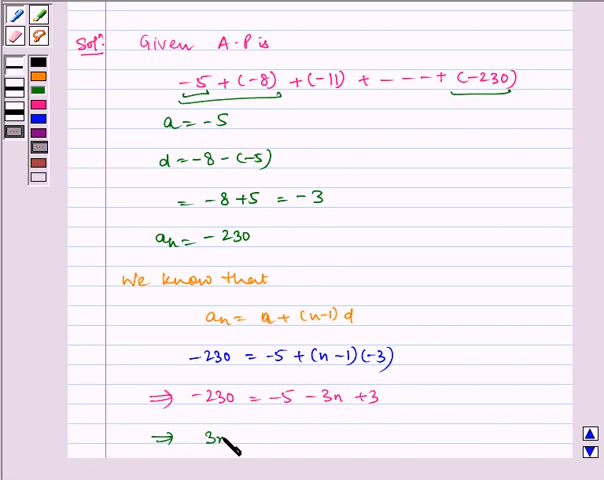 Solⁿ. Given A.P is
-5 + (-8) + (-11) + - - - + (-230)
a = -5
d = -8 - (-5)
= -8 + 5 = -3
aₙ = -230
We know that
aₙ = a + (n-1) d
-230 = -5 + (n-1) (-3)
⇒ -230 = -5 - 3n + 3
⇒ 3n